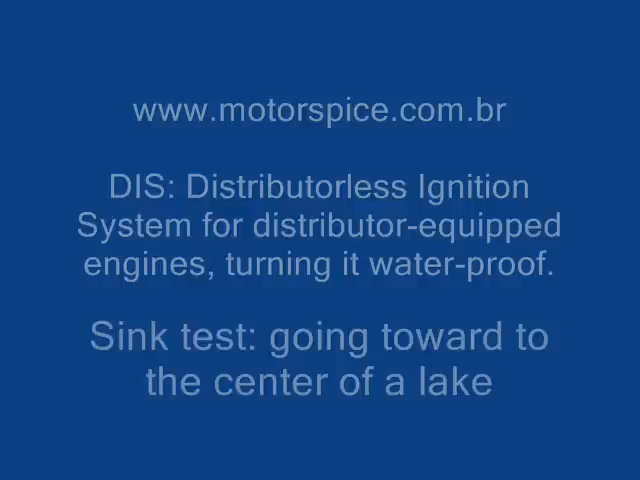 www.motorspice.com.br
DIS: Distributorless Ignition
System for distributor-equipped
engines, turning it water-proof.
Sink test: going toward to
the center of a lake